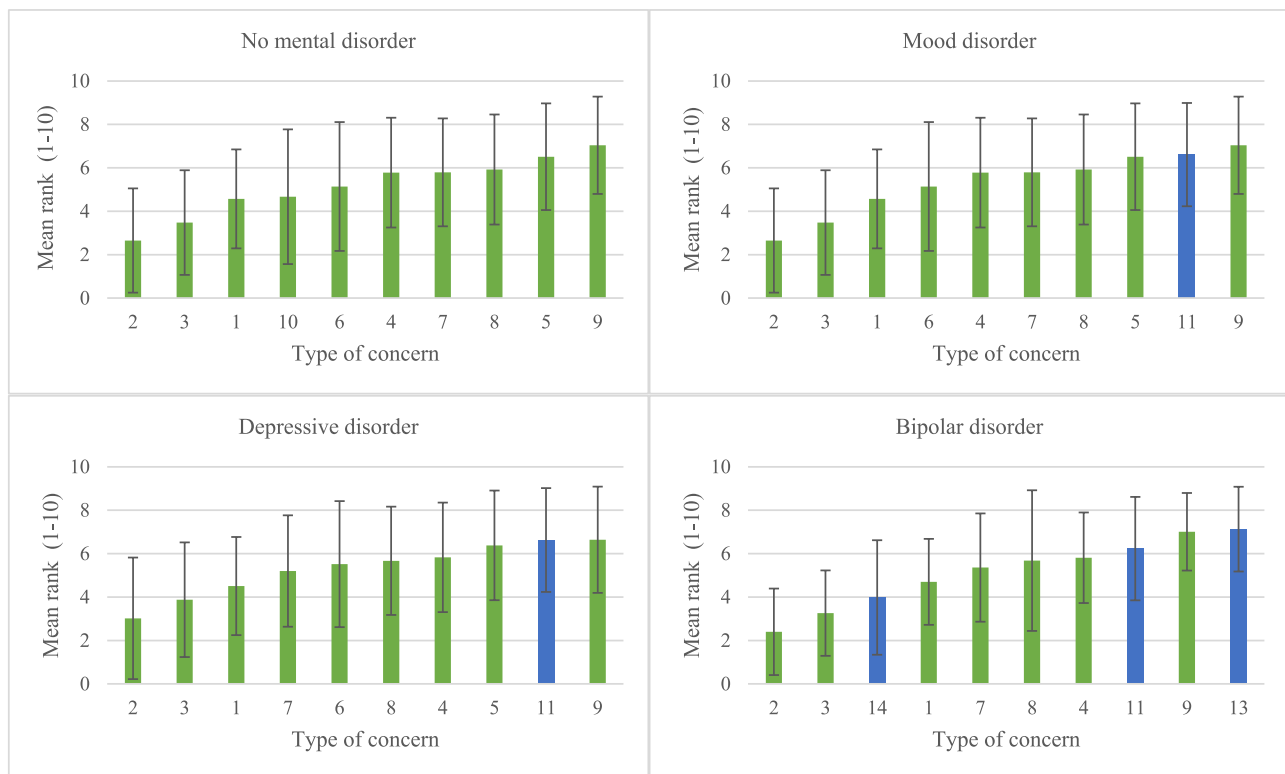 No mental disorder
Mean rank (1-10)
10
8
6
4
2
0
2 3 1 10 6 4 7 8 5 9
Type of concern
Mood disorder
Mean rank (1-10)
10
8
6
4
2
0
2 3 1 6 4 7 8 5 11 9
Type of concern
Depressive disorder
Mean rank (1-10)
10
8
6
4
2
0
2 3 1 7 6 8 4 5 11 9
Type of concern
Bipolar disorder
Mean rank (1-10)
10
8
6
4
2
0
2 3 14 1 7 8 4 11 9 13
Type of concern